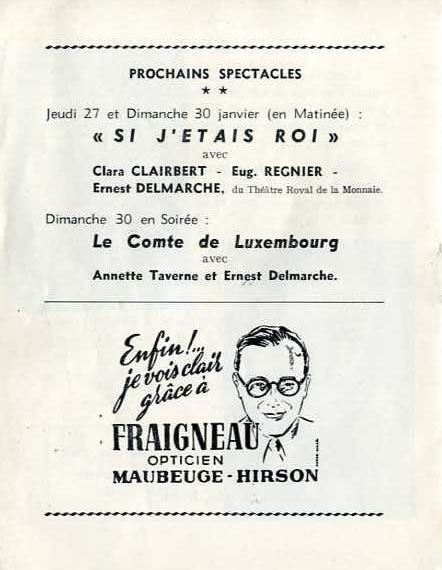 PROCHAINS SPECTACLES
★ ★
Jeudi 27 et Dimanche 30 janvier (en Matinée) :
« SI J'ETAIS ROI »
avec
Clara CLAIRBERT - Eug. REGNIER -
Ernest DELMARCHE, du Théâtre Royal de la Monnaie.
Dimanche 30 en Soirée :
Le Comte de Luxembourg
avec
Annette Taverne et Ernest Delmarche.
Enfin!...
je vois clair
grâce à
FRAIGNEAU
OPTICIEN
MAUBEUGE - HIRSON